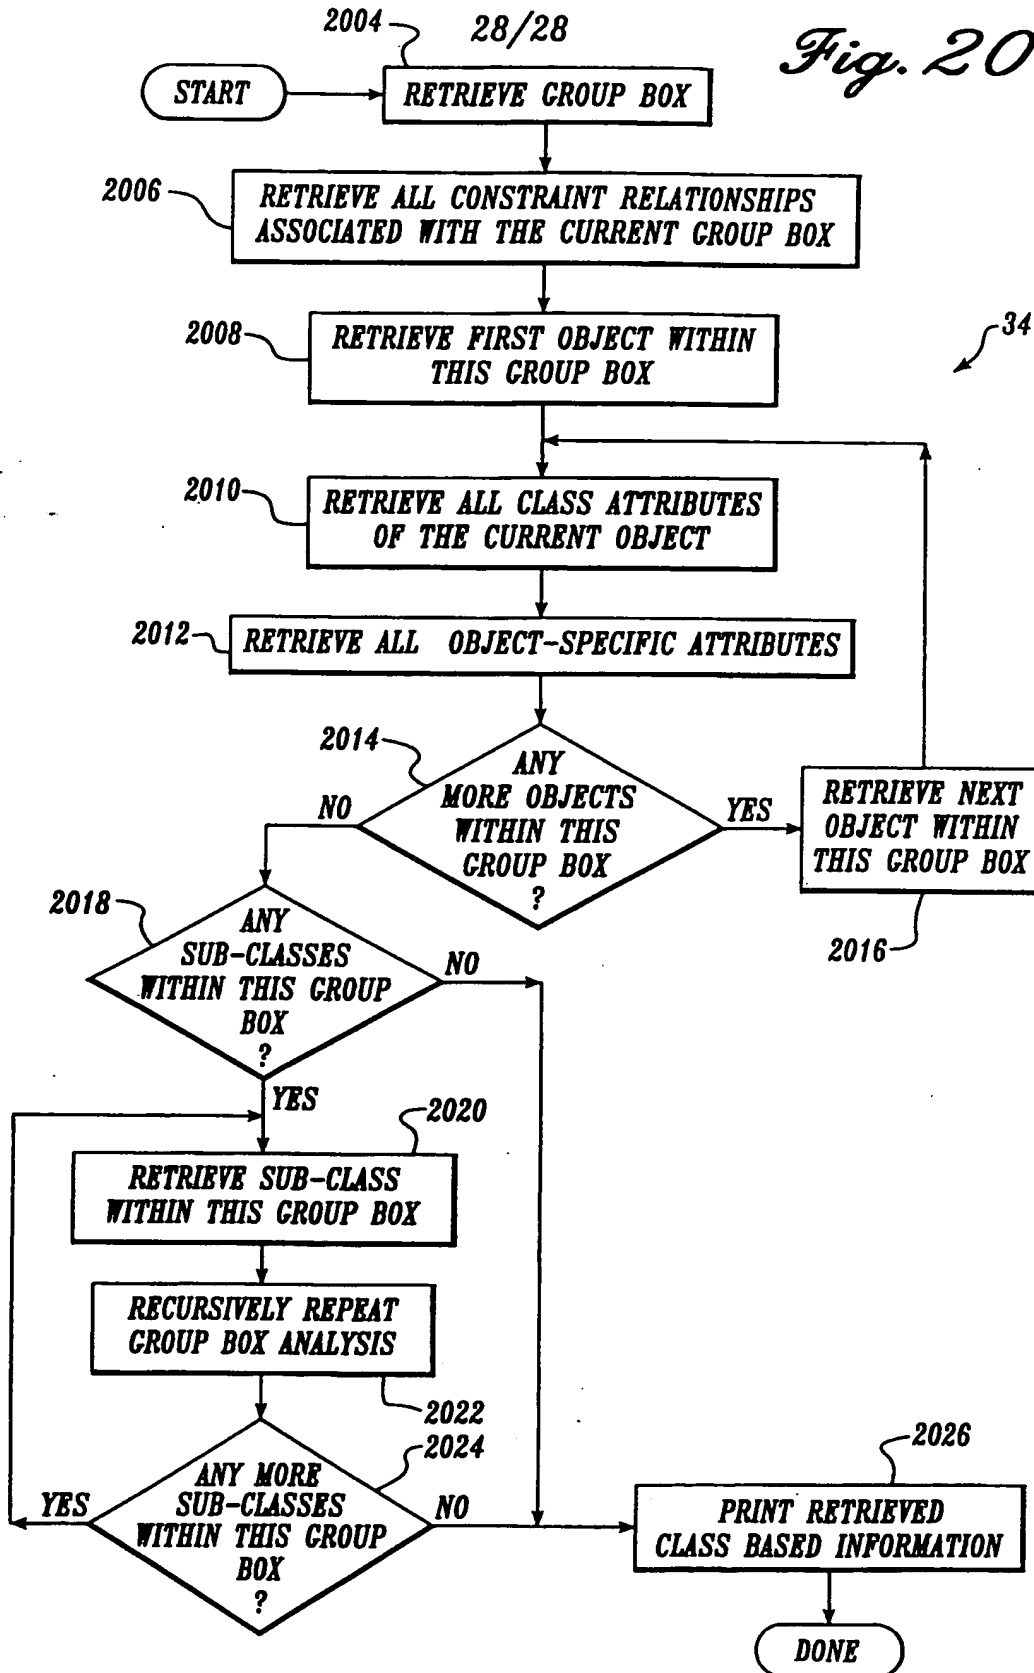 2004
28/28
Fig. 20
START
RETRIEVE GROUP BOX
2006
RETRIEVE ALL CONSTRAINT RELATIONSHIPS
ASSOCIATED WITH THE CURRENT GROUP BOX
2008
RETRIEVE FIRST OBJECT WITHIN
THIS GROUP BOX
34
2010
RETRIEVE ALL CLASS ATTRIBUTES
OF THE CURRENT OBJECT
2012
RETRIEVE ALL OBJECT-SPECIFIC ATTRIBUTES
2014
ANY
MORE OBJECTS
WITHIN THIS
GROUP BOX
?
NO
YES
RETRIEVE NEXT
OBJECT WITHIN
THIS GROUP BOX
2016
2018
ANY
SUB-CLASSES
WITHIN THIS GROUP
BOX
?
NO
YES
2020
RETRIEVE SUB-CLASS
WITHIN THIS GROUP BOX
RECURSIVELY REPEAT
GROUP BOX ANALYSIS
2022
2024
ANY MORE
SUB-CLASSES
WITHIN THIS GROUP
BOX
?
YES
NO
2026
PRINT RETRIEVED
CLASS BASED INFORMATION
DONE